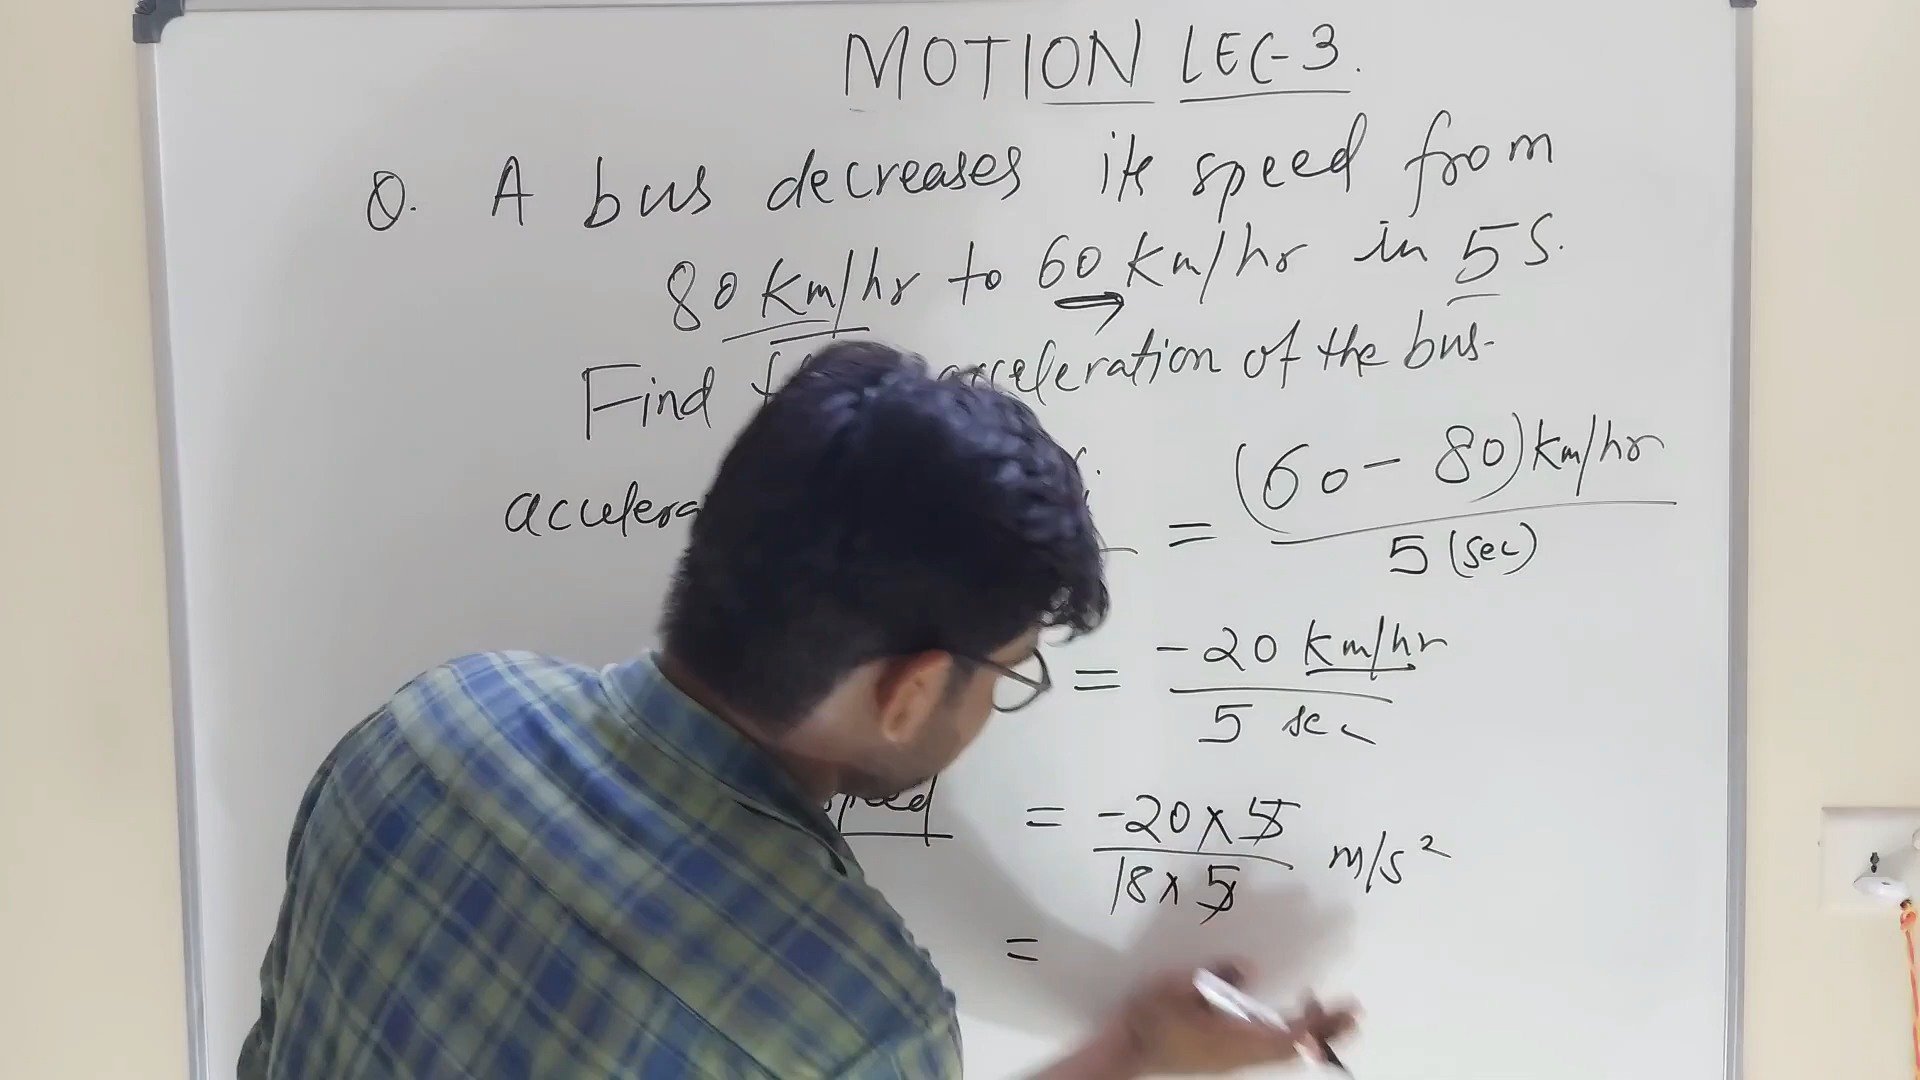 MOTION LEC-3.
Q. A bus decreases its speed from
80 km/hr to 60 km/hr in 5 S.
Find acceleration of the bus.
accelera = (60 - 80) km/hr
5 (sec)
= -20 km/hr
5 sec
speed = -20 x 5
18 x 5 m/s²
=